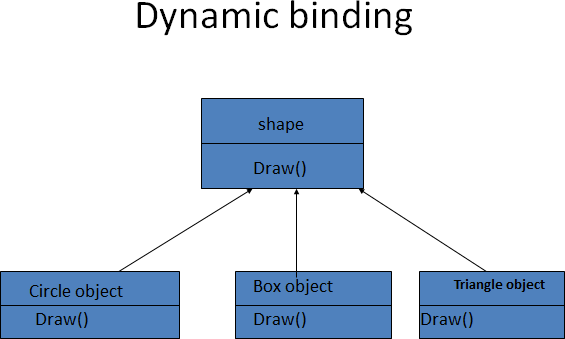 Dynamic binding
shape
Draw()
Circle object
Draw()
Box object
Draw()
Triangle object
Draw()